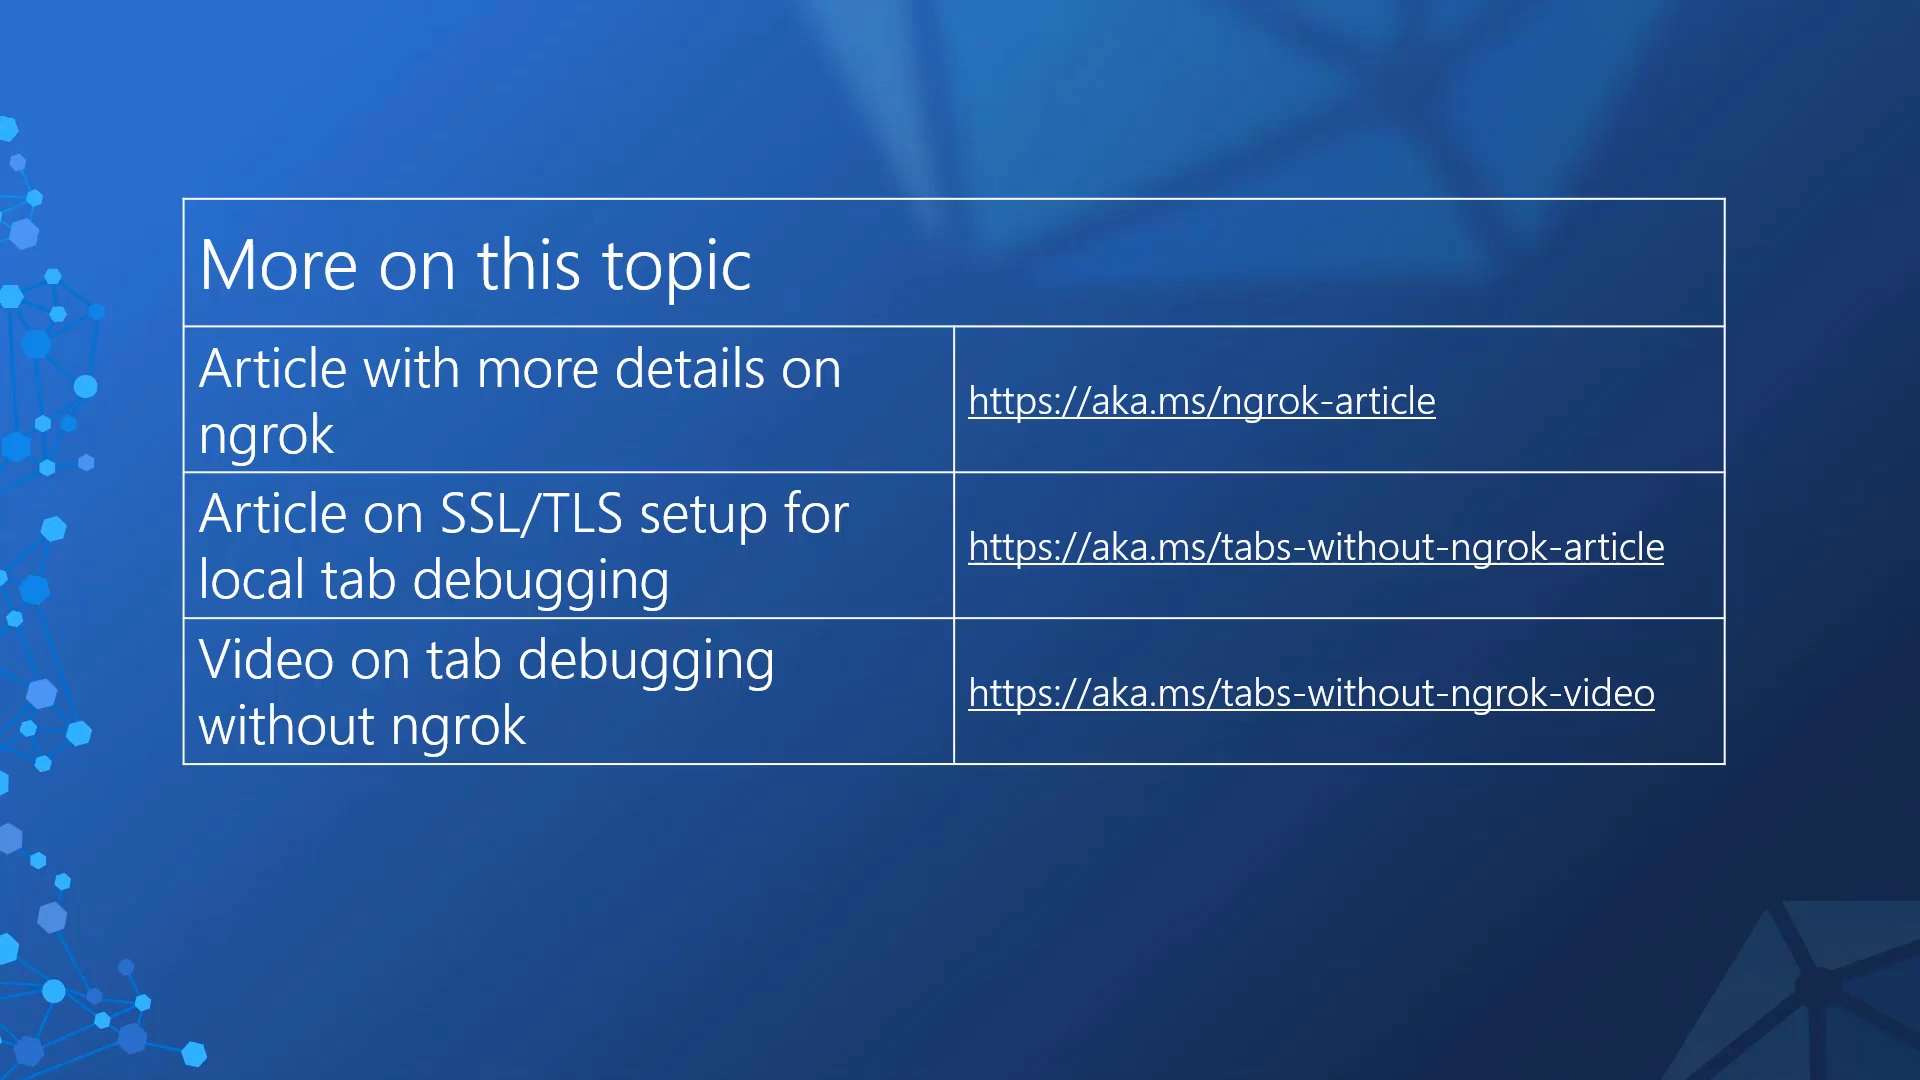 More on this topic
Article with more details on
ngrok
https://aka.ms/ngrok-article
Article on SSL/TLS setup for
local tab debugging
https://aka.ms/tabs-without-ngrok-article
Video on tab debugging
without ngrok
https://aka.ms/tabs-without-ngrok-video